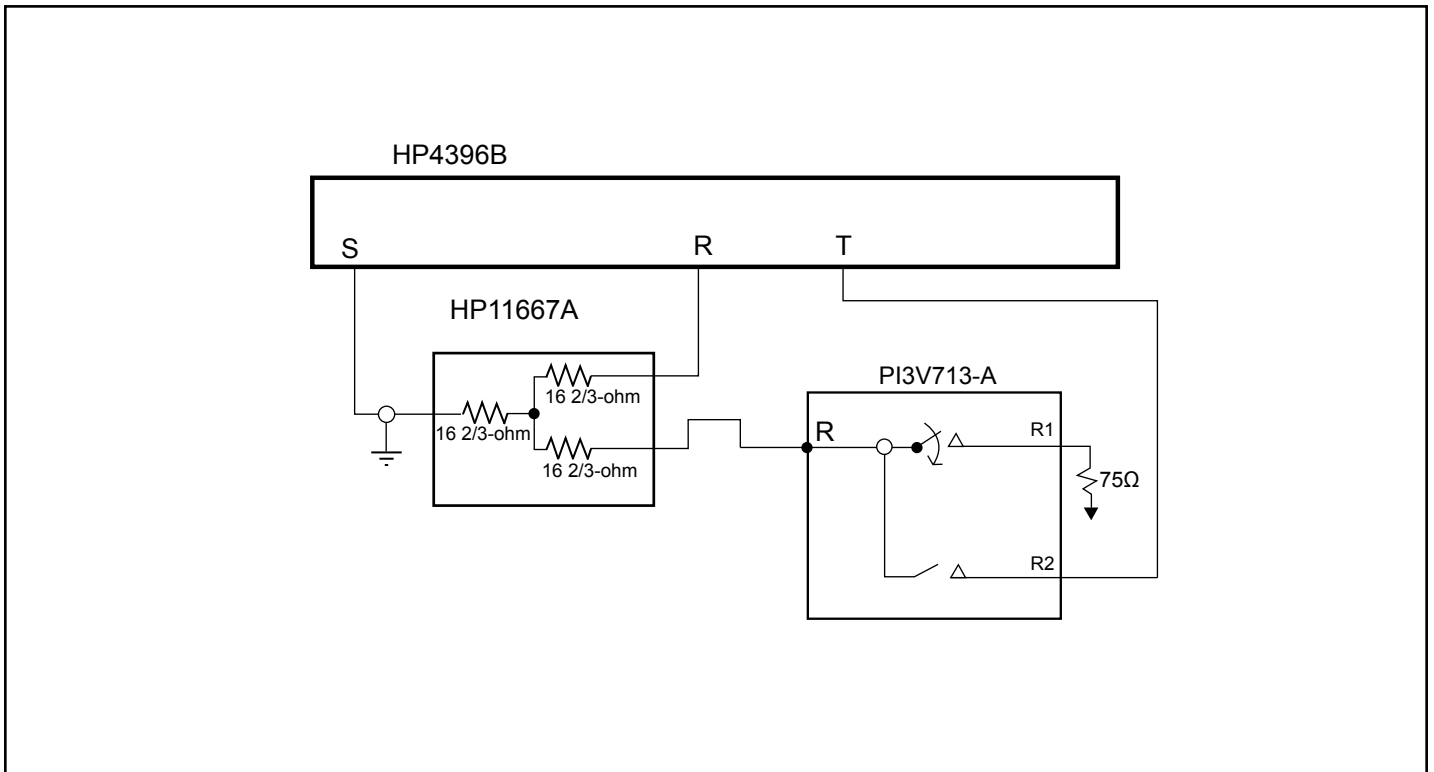 HP4396B
S
R
T
HP11667A
16 2/3-ohm
16 2/3-ohm
16 2/3-ohm
PI3V713-A
R
R1
75Ω
R2